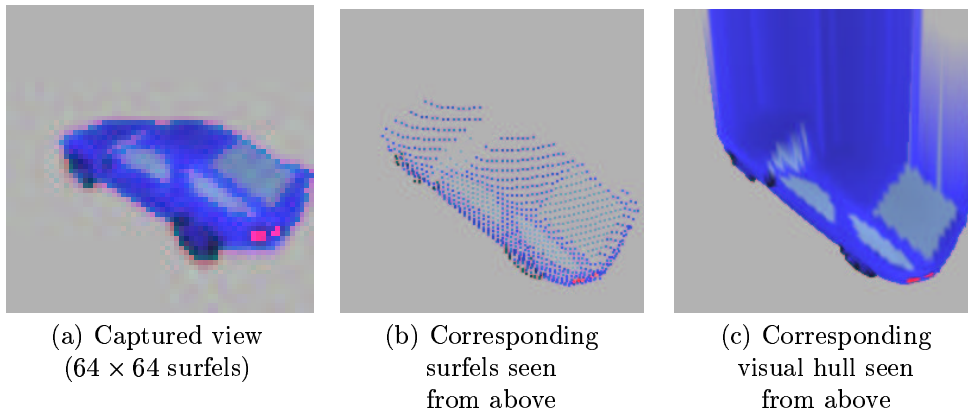 (a) Captured view
(64 × 64 surfels)
(b) Corresponding
surfels seen
from above
(c) Corresponding
visual hull seen
from above